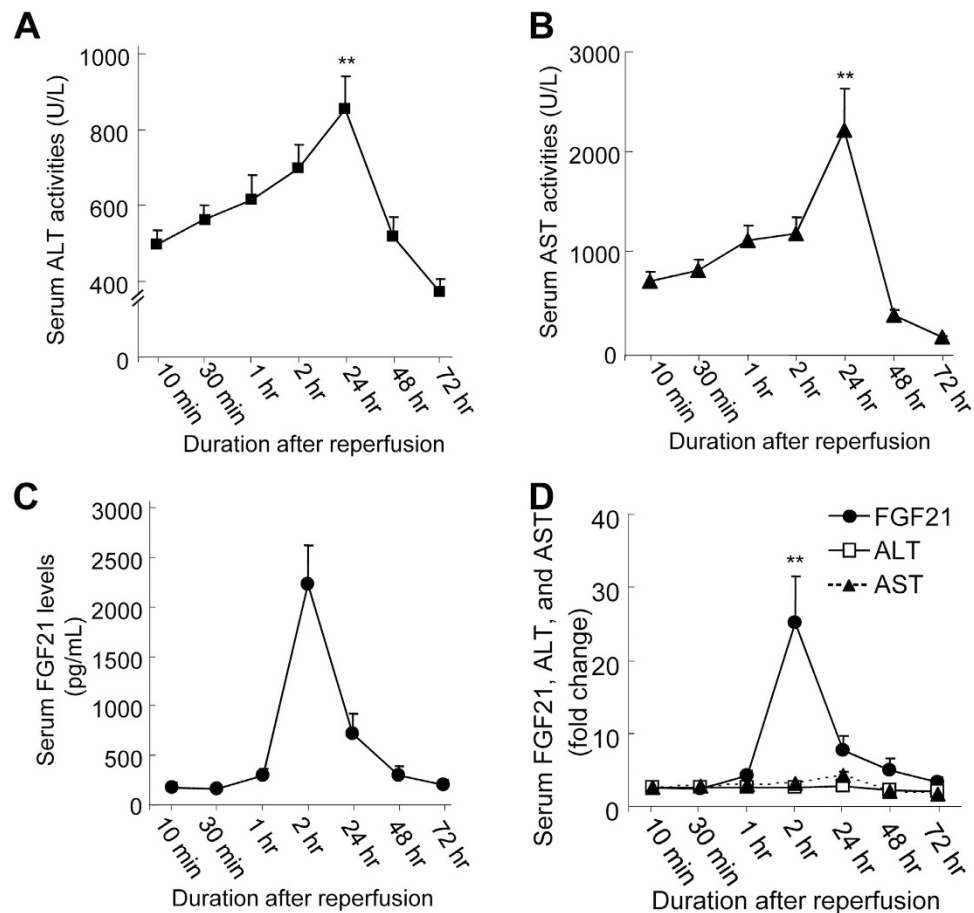 A
Serum ALT activities (U/L)
1000
800
600
400
0
**
10 min
30 min
1 hr
2 hr
24 hr
48 hr
72 hr
Duration after reperfusion
B
Serum AST activities (U/L)
3000
2000
1000
0
**
10 min
30 min
1 hr
2 hr
24 hr
48 hr
72 hr
Duration after reperfusion
C
Serum FGF21 levels
(pg/mL)
3000
2500
2000
1500
1000
500
0
10 min
30 min
1 hr
2 hr
24 hr
48 hr
72 hr
Duration after reperfusion
D
Serum FGF21, ALT, and AST
(fold change)
40
30
20
10
0
**
FGF21
ALT
AST
10 min
30 min
1 hr
2 hr
24 hr
48 hr
72 hr
Duration after reperfusion